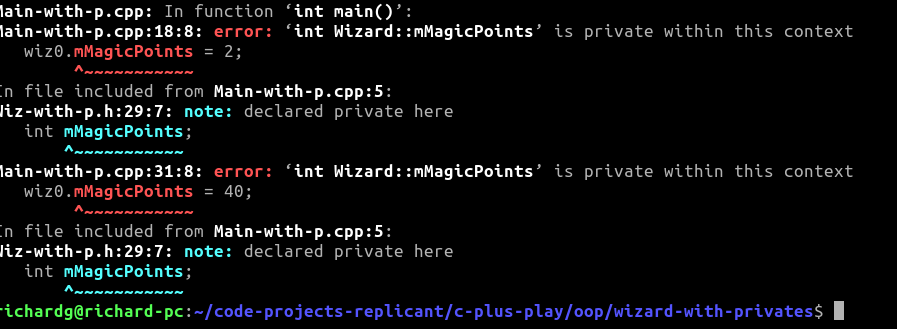 Main-with-p.cpp: In function ‘int main()’:
Main-with-p.cpp:18:8: error: ‘int Wizard::mMagicPoints’ is private within this context
   wiz0.mMagicPoints = 2;
        ^~~~~~~~~~~~
In file included from Main-with-p.cpp:5:
Wiz-with-p.h:29:7: note: declared private here
   int mMagicPoints;
       ^~~~~~~~~~~~
Main-with-p.cpp:31:8: error: ‘int Wizard::mMagicPoints’ is private within this context
   wiz0.mMagicPoints = 40;
        ^~~~~~~~~~~~
In file included from Main-with-p.cpp:5:
Wiz-with-p.h:29:7: note: declared private here
   int mMagicPoints;
       ^~~~~~~~~~~~
richardg@richard-pc:~/code-projects-replicant/c-plus-play/oop/wizard-with-privates$